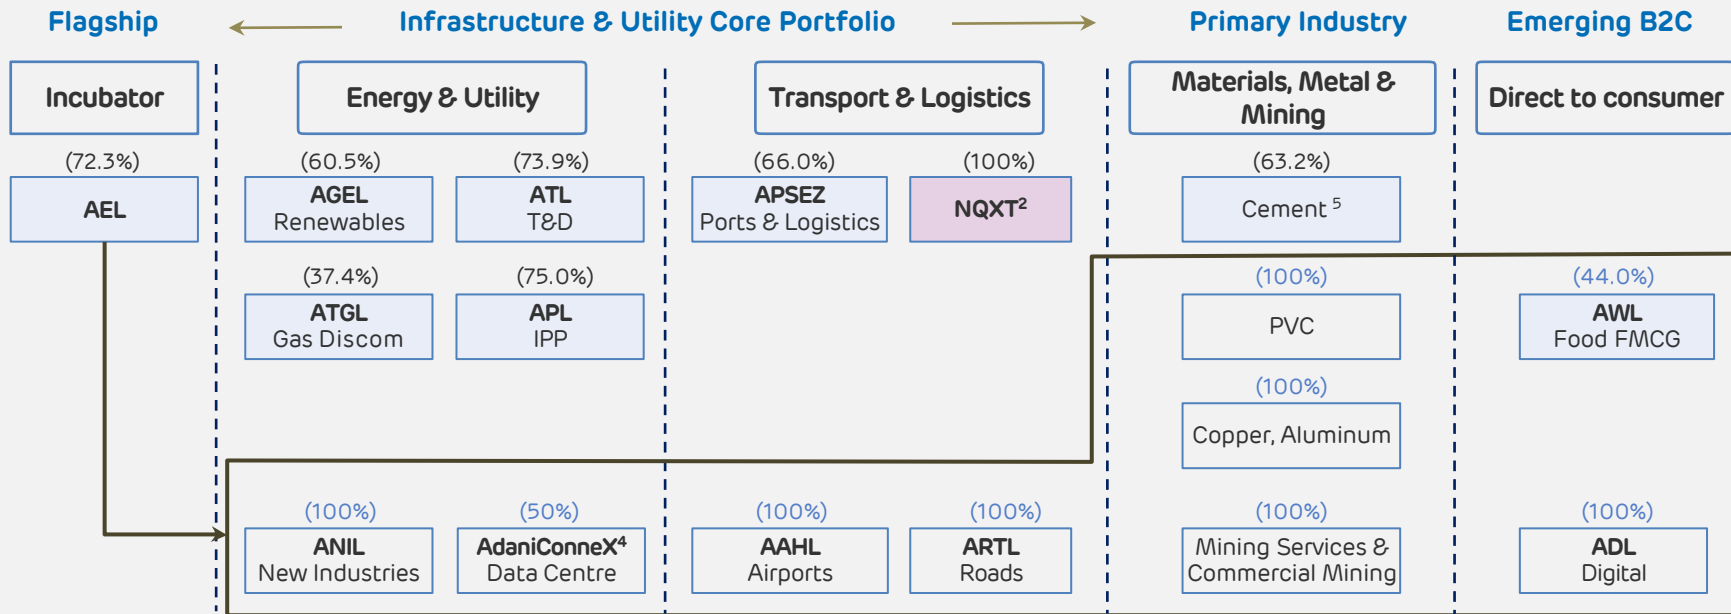 Flagship
Infrastructure & Utility Core Portfolio
Primary Industry
Emerging B2C
Incubator
Energy & Utility
Transport & Logistics
Materials, Metal &
Mining
Direct to consumer
(72.3%)
(60.5%)
(73.9%)
(66.0%)
(100%)
(63.2%)
AEL
AGEL
Renewables
ATL
T&D
APSEZ
Ports & Logistics
NQXT²
Cement ⁵
(37.4%)
(75.0%)
(100%)
(44.0%)
ATGL
Gas Discom
APL
IPP
PVC
AWL
Food FMCG
(100%)
Copper, Aluminum
(100%)
(50%)
(100%)
(100%)
(100%)
(100%)
ANIL
New Industries
AdaniConneX⁴
Data Centre
AAHL
Airports
ARTL
Roads
Mining Services &
Commercial Mining
ADL
Digital